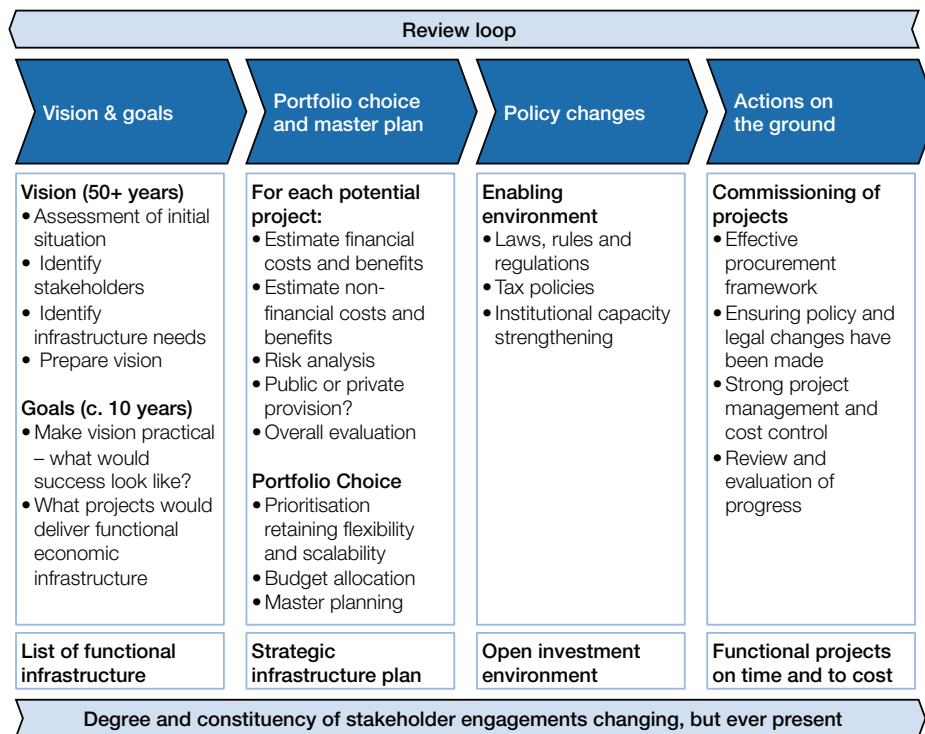 Review loop
Vision & goals
Portfolio choice
and master plan
Policy changes
Actions on
the ground
Vision (50+ years)
• Assessment of initial
situation
• Identify
stakeholders
• Identify
infrastructure needs
• Prepare vision
Goals (c. 10 years)
• Make vision practical
– what would
success look like?
• What projects would
deliver functional
economic
infrastructure
For each potential
project:
• Estimate financial
costs and benefits
• Estimate non-
financial costs and
benefits
• Risk analysis
• Public or private
provision?
• Overall evaluation
Portfolio Choice
• Prioritisation
retaining flexibility
and scalability
• Budget allocation
• Master planning
Enabling
environment
• Laws, rules and
regulations
• Tax policies
• Institutional capacity
strengthening
Commissioning of
projects
• Effective
procurement
framework
• Ensuring policy and
legal changes have
been made
• Strong project
management and
cost control
• Review and
evaluation of
progress
List of functional
infrastructure
Strategic
infrastructure plan
Open investment
environment
Functional projects
on time and to cost
Degree and constituency of stakeholder engagements changing, but ever present